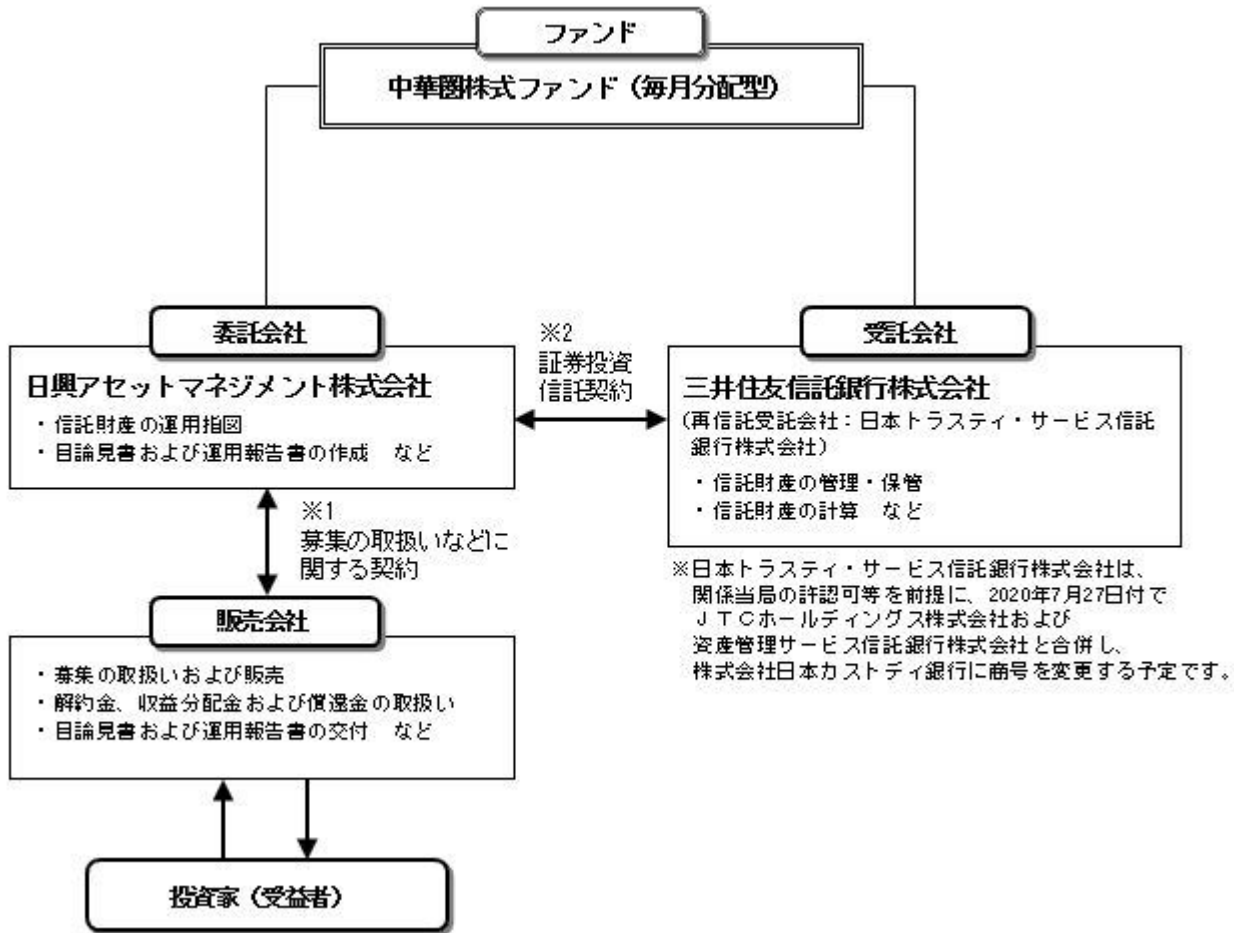 ファンド
中華圏株式ファンド（毎月分配型）
委託会社
日興アセットマネジメント株式会社
・信託財産の運用指図
・目論見書および運用報告書の作成　など
※2
証券投資
信託契約
受託会社
三井住友信託銀行株式会社
（再信託受託会社：日本トラスティ・サービス信託
銀行株式会社）
・信託財産の管理・保管
・信託財産の計算　など
※1
募集の取扱いなどに
関する契約
※日本トラスティ・サービス信託銀行株式会社は、
関係当局の許認可等を前提に、2020年7月27日付で
ＪＴＣホールディングス株式会社および
資産管理サービス信託銀行株式会社と合併し、
株式会社日本カストディ銀行に商号を変更する予定です。
販売会社
・募集の取扱いおよび販売
・解約金、収益分配金および償還金の取扱い
・目論見書および運用報告書の交付　など
投資家（受益者）